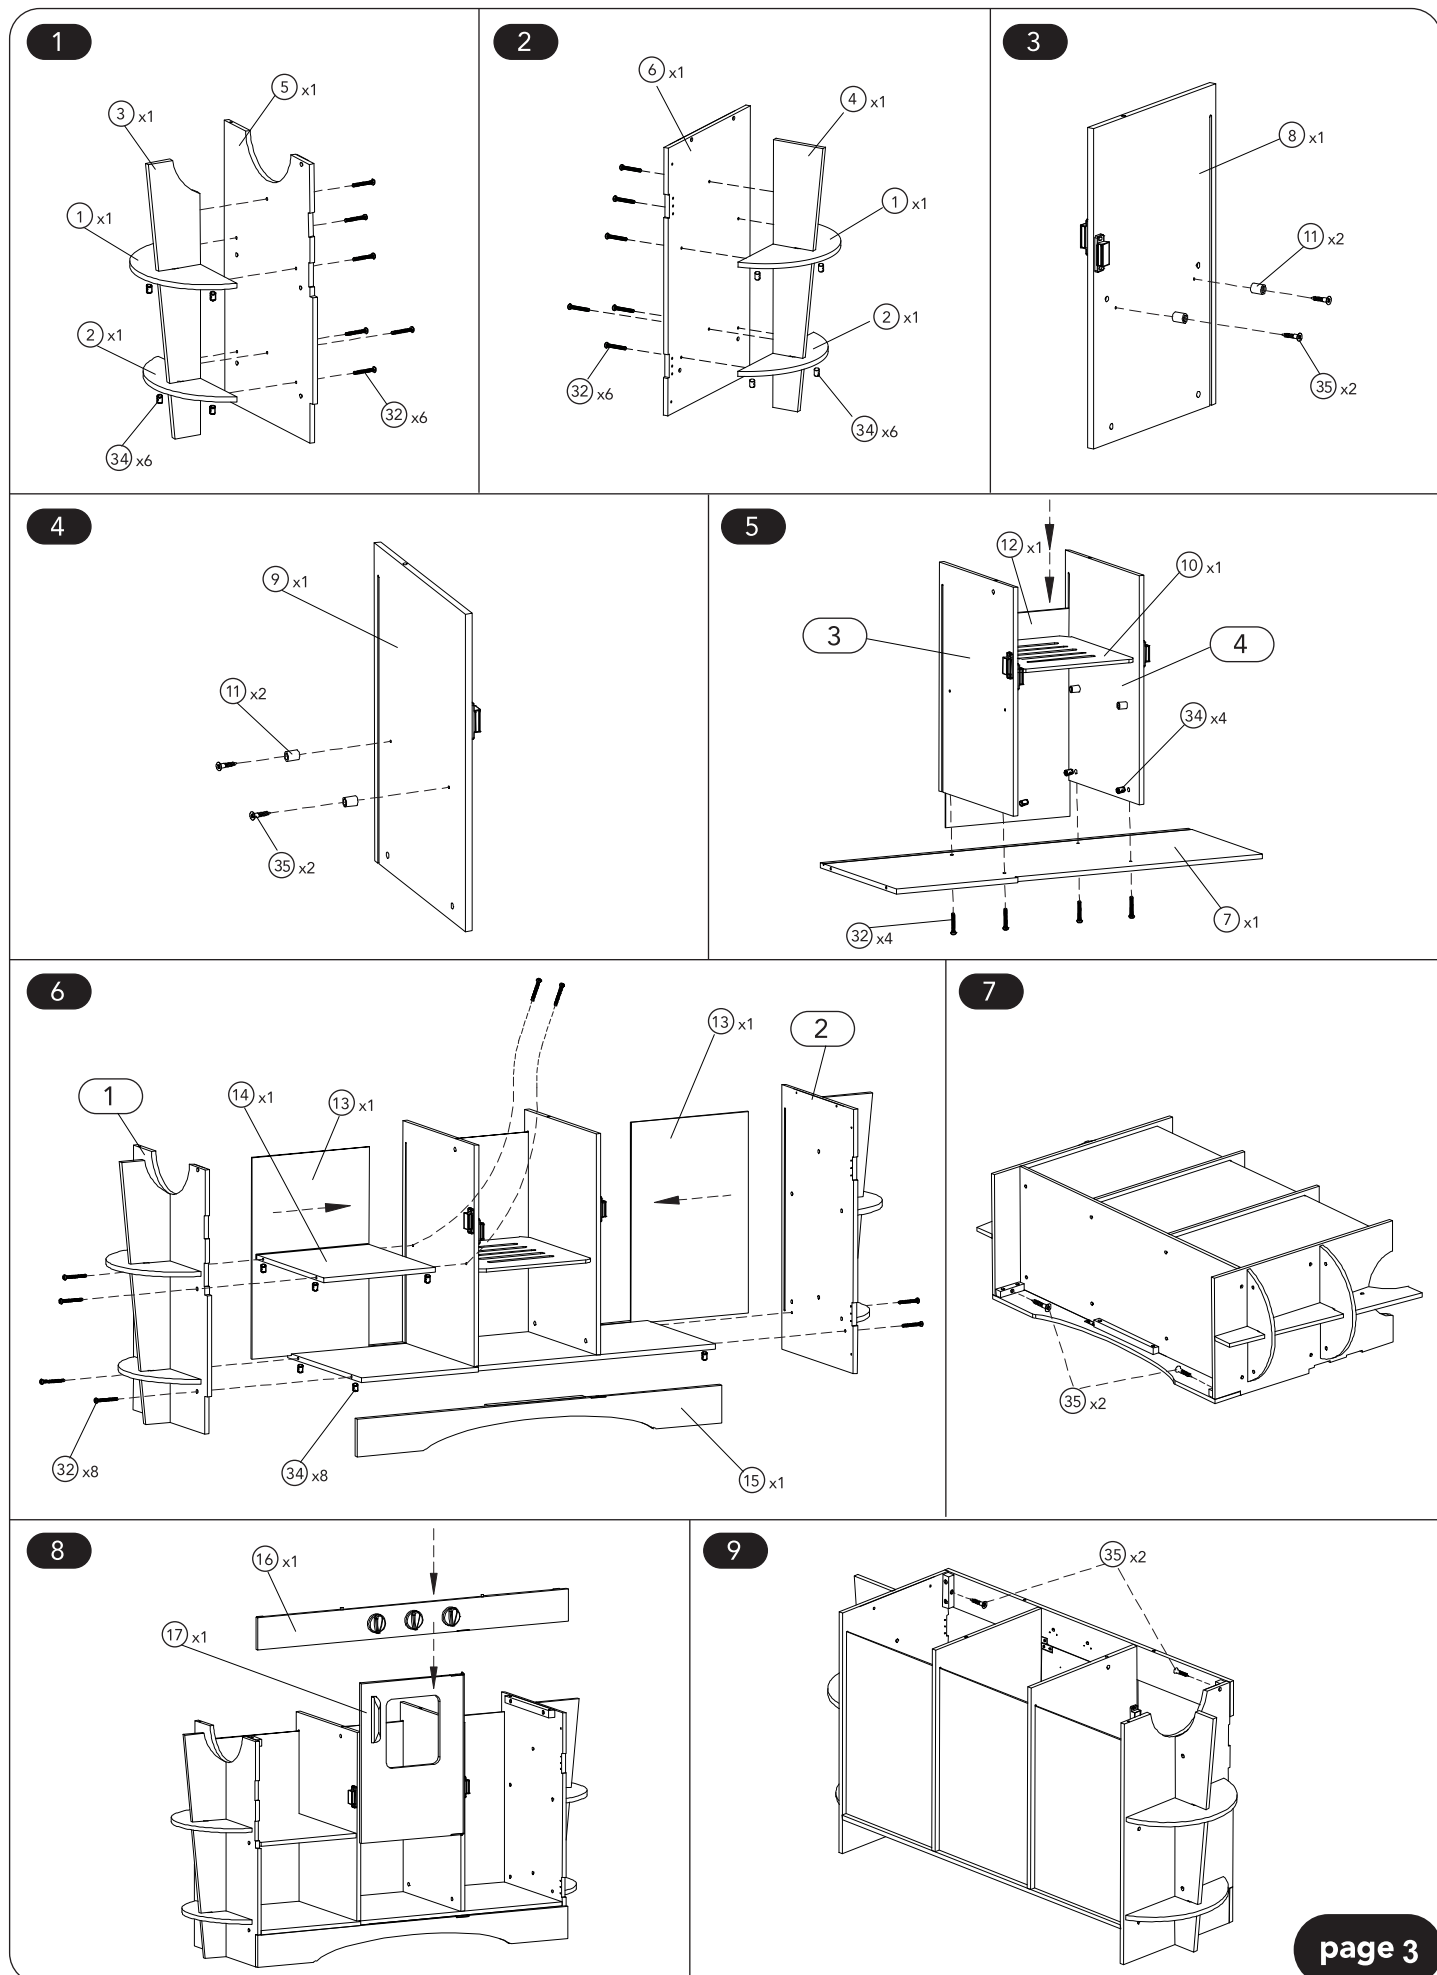 1
5 x1
3 x1
1 x1
2 x1
32 x6
34 x6
2
6 x1
4 x1
1 x1
2 x1
32 x6
34 x6
3
8 x1
11 x2
35 x2
4
9 x1
11 x2
35 x2
5
12 x1
10 x1
3
4
34 x4
7 x1
32 x4
6
13 x1
2
1
14 x1
13 x1
32 x8
34 x8
15 x1
7
35 x2
8
16 x1
17 x1
9
35 x2
page 3